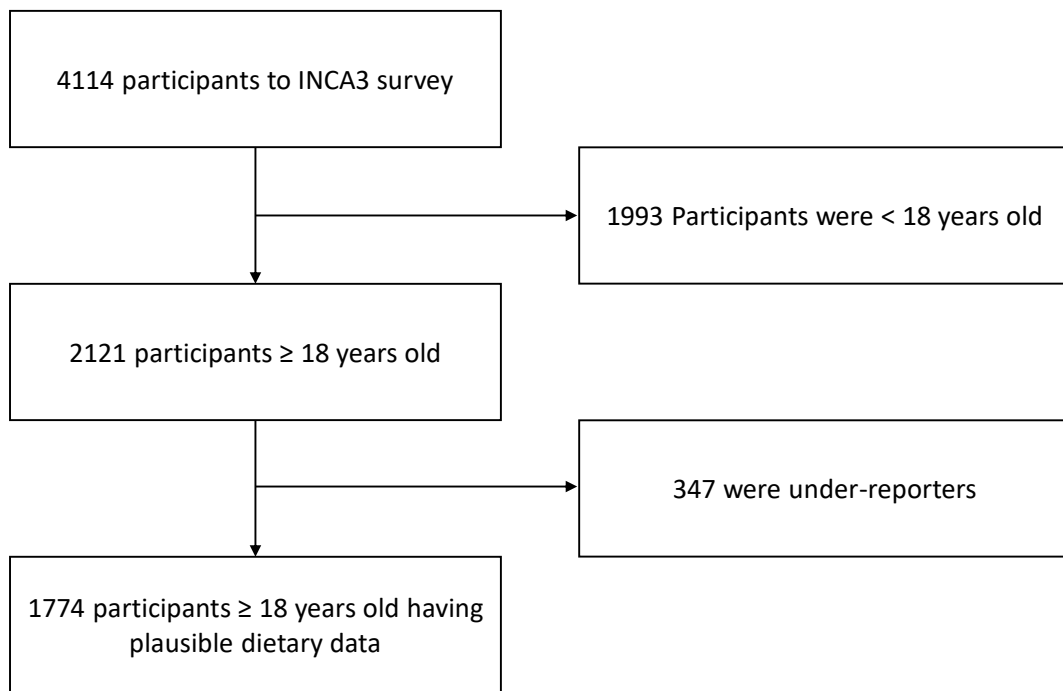 4114 participants to INCA3 survey
1993 Participants were < 18 years old
2121 participants ≥ 18 years old
347 were under-reporters
1774 participants ≥ 18 years old having
plausible dietary data